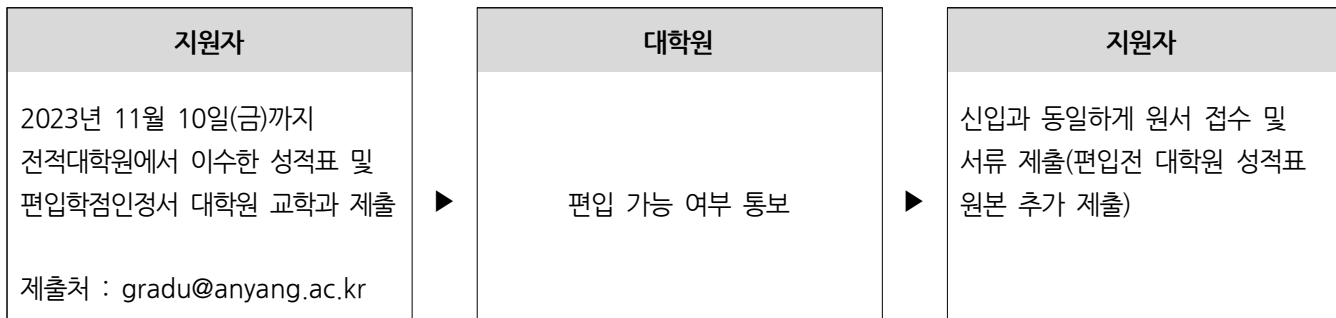 지원자
2023년 11월 10일(금)까지
전적대학원에서 이수한 성적표 및
편입학점인정서 대학원 교학과 제출
제출처 : gradu@anyang.ac.kr
▶
대학원
편입 가능 여부 통보
▶
지원자
신입과 동일하게 원서 접수 및
서류 제출(편입전 대학원 성적표
원본 추가 제출)